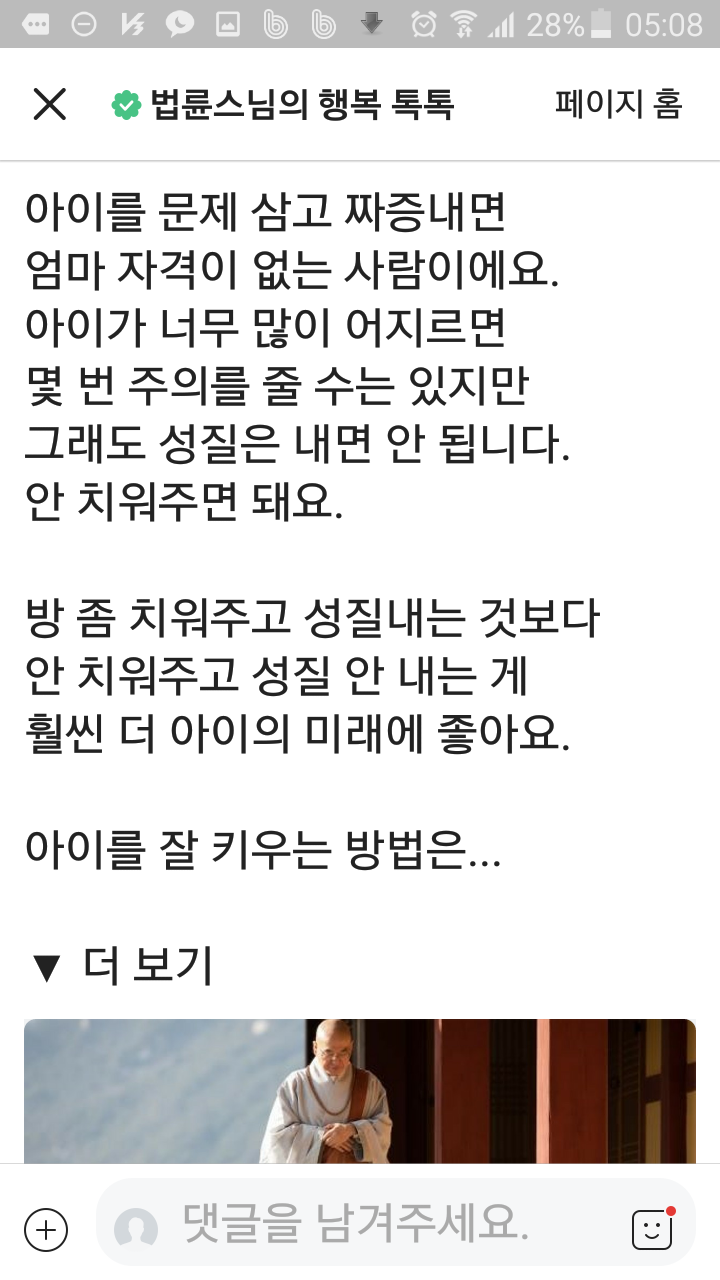 28% 05:08
법륜스님의 행복 톡톡 페이지 홈
아이를 문제 삼고 짜증내면
엄마 자격이 없는 사람이에요.
아이가 너무 많이 어지르면
몇 번 주의를 줄 수는 있지만
그래도 성질은 내면 안 됩니다.
안 치워주면 돼요.
방 좀 치워주고 성질내는 것보다
안 치워주고 성질 안 내는 게
훨씬 더 아이의 미래에 좋아요.
아이를 잘 키우는 방법은...
▼ 더 보기
댓글을 남겨주세요.